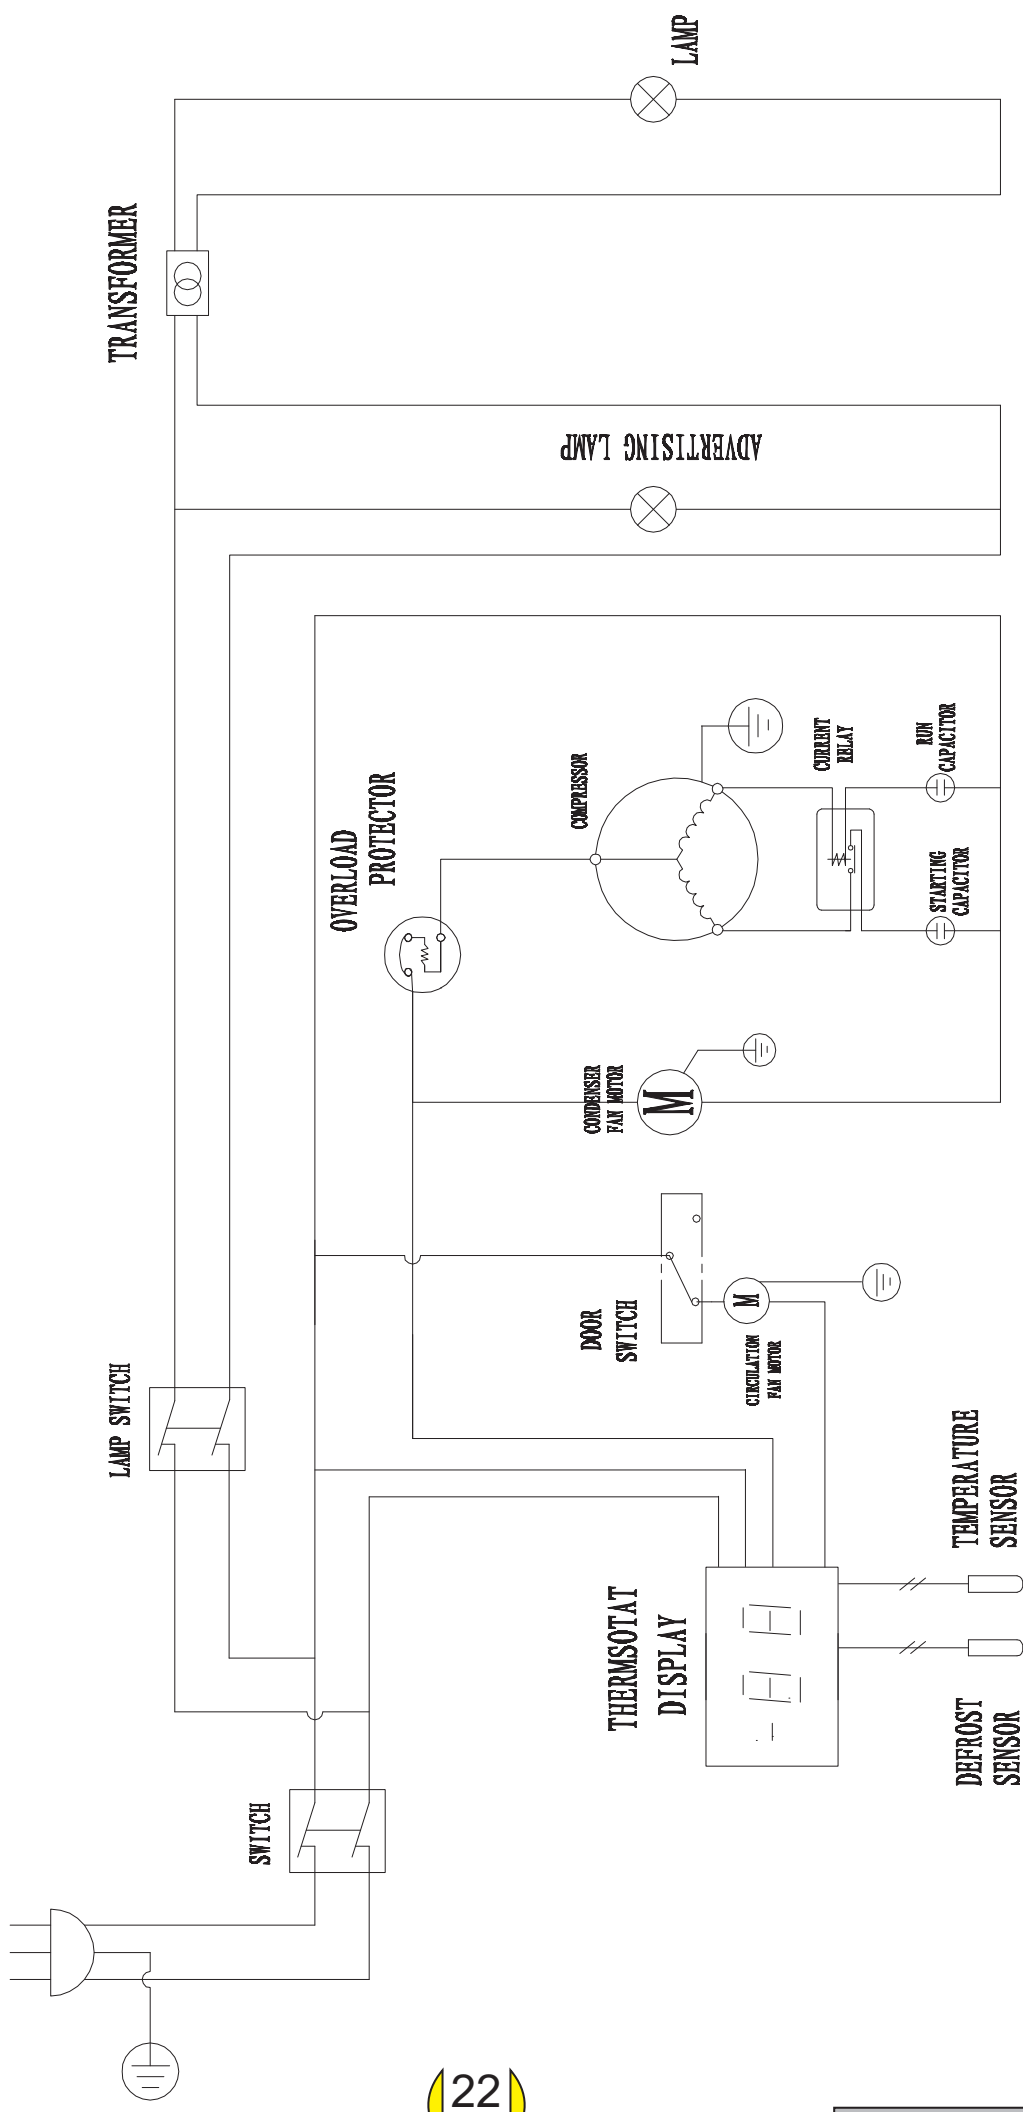 LAMP
TRANSFORMER
ADVERTISING LAMP
OVERLOAD
PROTECTOR
COMPRESSOR
CURRENT
RELAY
RUN
CAPACITOR
STARTING
CAPACITOR
CONDENSER
FAN MOTOR
M
DOOR
SWITCH
M
CIRCULATION
FAN MOTOR
LAMP SWITCH
TEMPERATURE
SENSOR
THERMSOTAT
DISPLAY
DEFROST
SENSOR
SWITCH
22